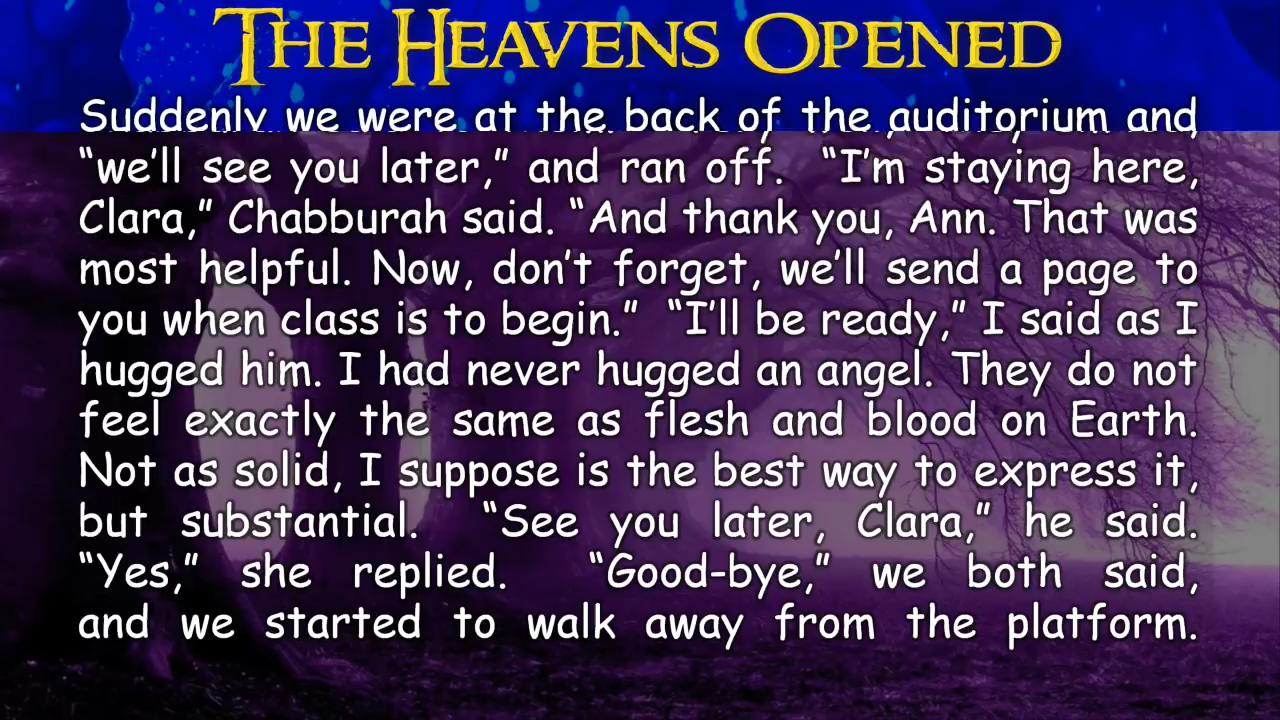 THE HEAVENS OPENED
Suddenly we were at the back of the auditorium and
“we’ll see you later,” and ran off. “I’m staying here,
Clara,” Chabburah said. “And thank you, Ann. That was
most helpful. Now, don’t forget, we’ll send a page to
you when class is to begin.” “I’ll be ready,” I said as I
hugged him. I had never hugged an angel. They do not
feel exactly the same as flesh and blood on Earth.
Not as solid, I suppose is the best way to express it,
but substantial. “See you later, Clara,” he said.
“Yes,” she replied. “Good-bye,” we both said,
and we started to walk away from the platform.